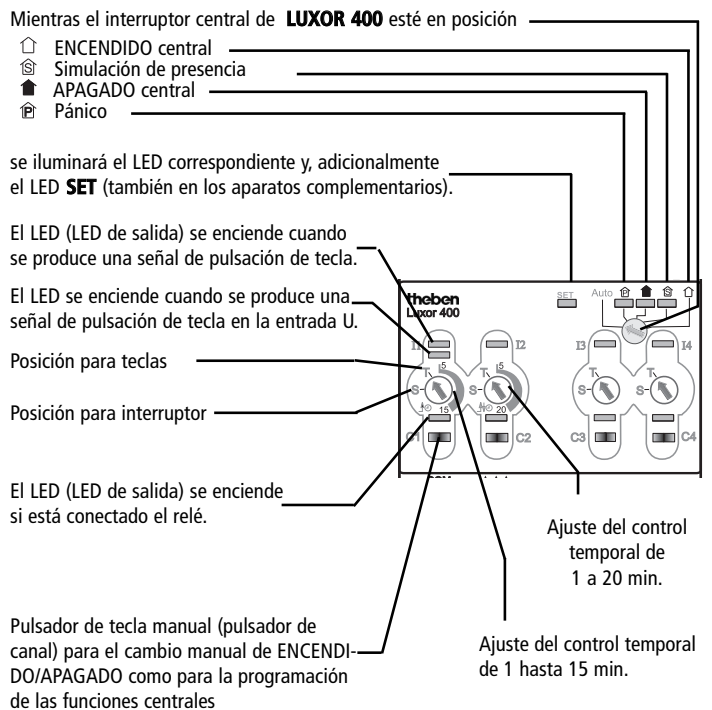 Mientras el interruptor central de LUXOR 400 esté en posición
ENCENDIDO central
S Simulación de presencia
APAGADO central
P Pánico
se iluminará el LED correspondiente y, adicionalmente
el LED SET (también en los aparatos complementarios).
El LED (LED de salida) se enciende cuando
se produce una señal de pulsación de tecla.
El LED se enciende cuando se produce una
señal de pulsación de tecla en la entrada U.
Posición para teclas
Posición para interruptor
El LED (LED de salida) se enciende
si está conectado el relé.
Pulsador de tecla manual (pulsador de
canal) para el cambio manual de ENCENDI-
DO/APAGADO como para la programación
de las funciones centrales
theben
Luxor 400
SET
Auto P S
I1 I2 I3 I4
T 5 T 5 T T
S S S S
15 20
C1 C2 C3 C4
Ajuste del control
temporal de
1 a 20 min.
Ajuste del control temporal
de 1 hasta 15 min.